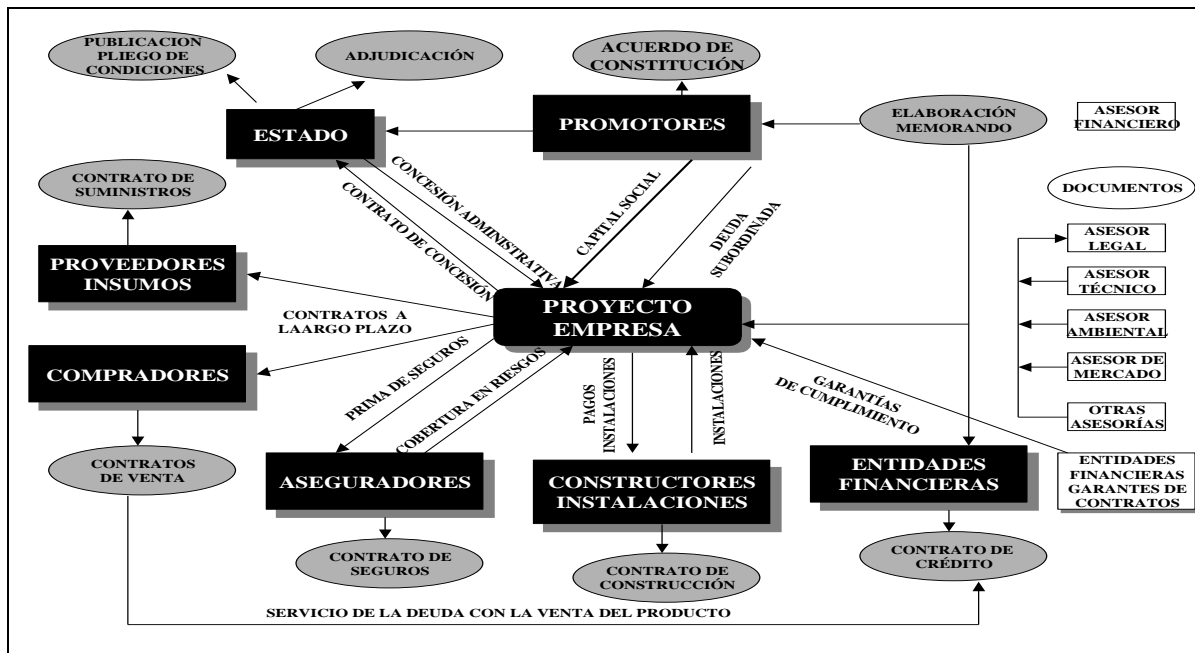 PUBLICACION
PLIEGO DE
CONDICIONES
ADJUDICACIÓN
ACUERDO DE
CONSTITUCIÓN
ESTADO
PROMOTORES
ELABORACIÓN
MEMORANDO
ASESOR
FINANCIERO
CONTRATO DE
SUMINISTROS
CONCESIÓN ADMINISTRATIVA
CONTRATO DE CONCESIÓN
CAPITAL SOCIAL
DEUDA
SUBORDINADA
DOCUMENTOS
PROVEEDORES
INSUMOS
ASESOR
LEGAL
ASESOR
TÉCNICO
ASESOR
AMBIENTAL
ASESOR DE
MERCADO
OTRAS
ASESORÍAS
PROYECTO
EMPRESA
CONTRATOS A
LAARGO PLAZO
COMPRADORES
PRIMA DE SEGUROS
COBERTURA EN RIESGOS
PAGOS
INSTALACIONES
INSTALACIONES
GARANTÍAS
DE CUMPLIMIENTO
CONTRATOS
DE VENTA
ASEGURADORES
CONSTRUCTORES
INSTALACIONES
ENTIDADES
FINANCIERAS
ENTIDADES
FINANCIERAS
GARANTES DE
CONTRATOS
CONTRATO DE
SEGUROS
CONTRATO DE
CONSTRUCCIÓN
CONTRATO DE
CRÉDITO
SERVICIO DE LA DEUDA CON LA VENTA DEL PRODUCTO